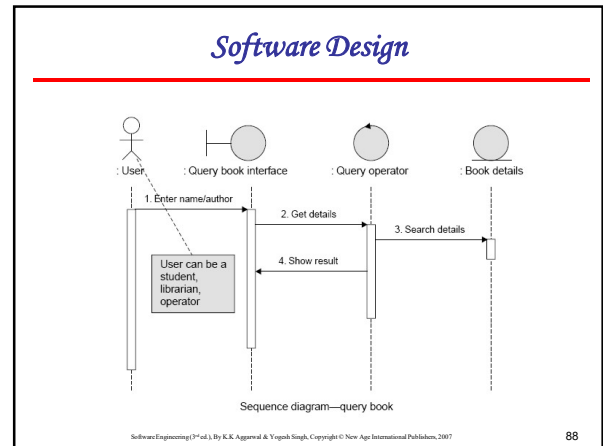 Software Design
: User
: Query book interface
: Query operator
: Book details
1. Enter name/author
2. Get details
3. Search details
4. Show result
User can be a
student,
librarian,
operator
Sequence diagram—query book
Software Engineering (3rd ed.), By K.K Aggarwal & Yogesh Singh, Copyright © New Age International Publishers, 2007
88